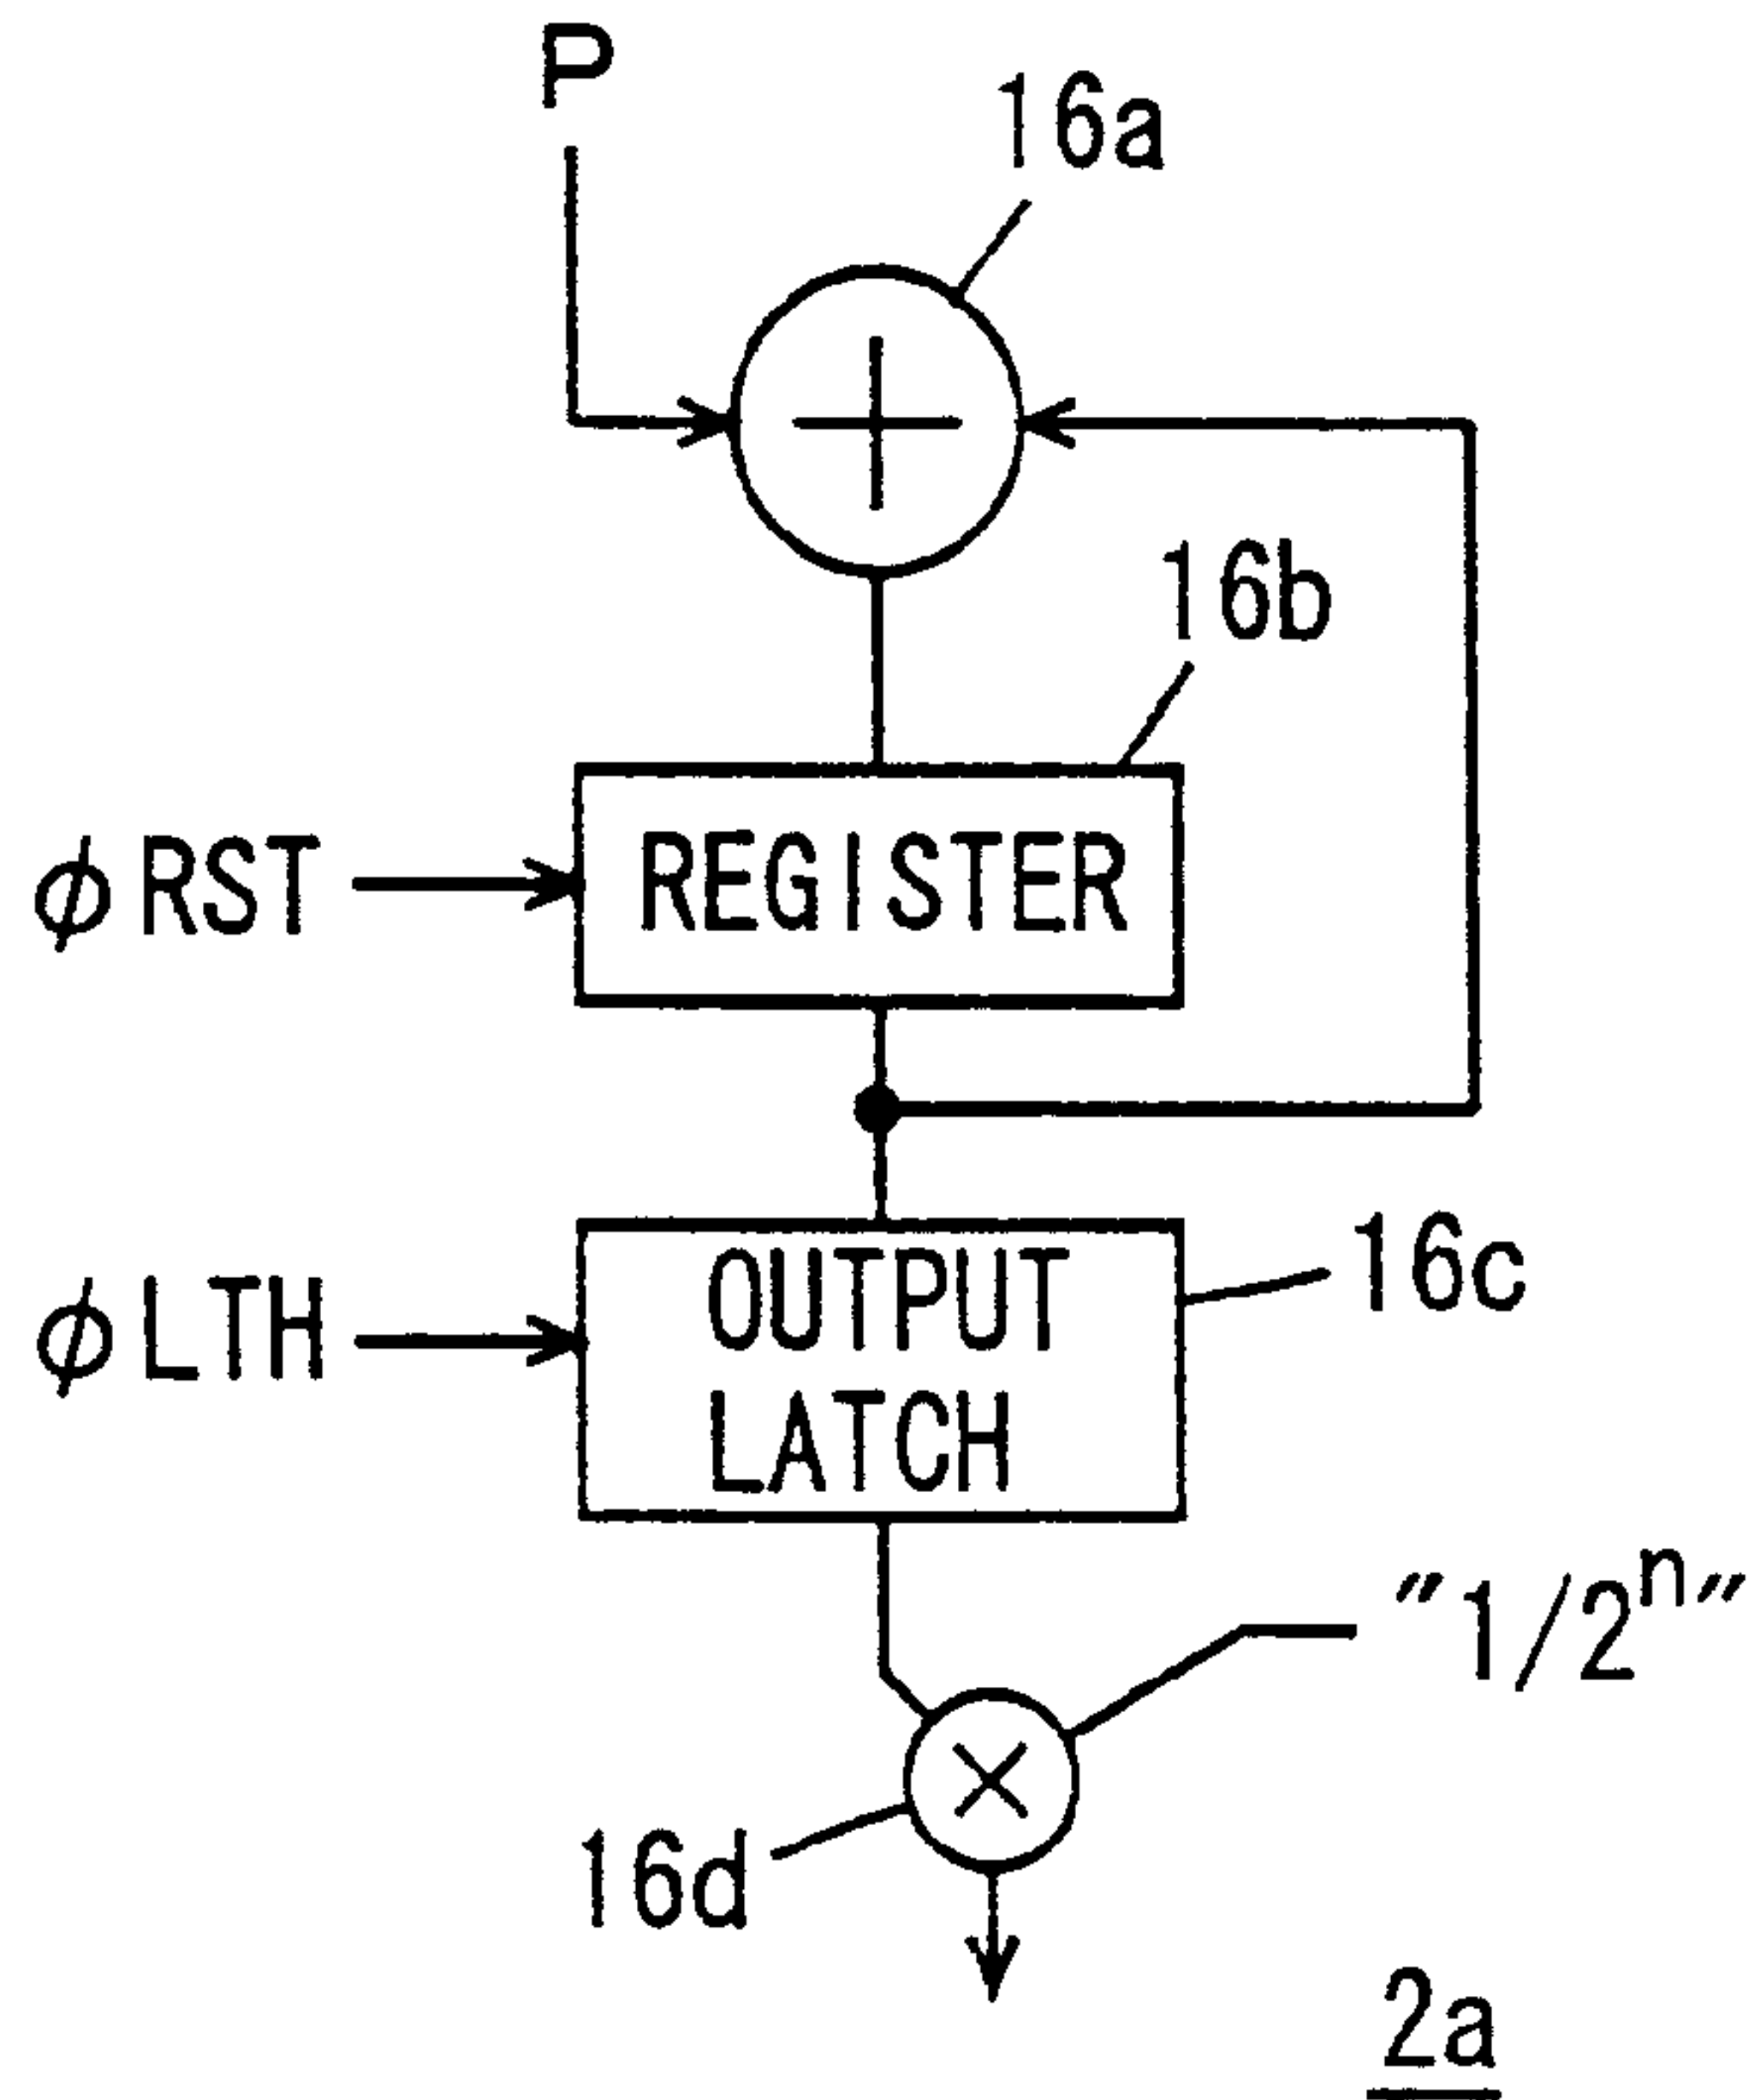 P
16a
16b
φRST
REGISTER
φLTH
OUTPUT
LATCH
16c
"1/2ⁿ"
16d
2a